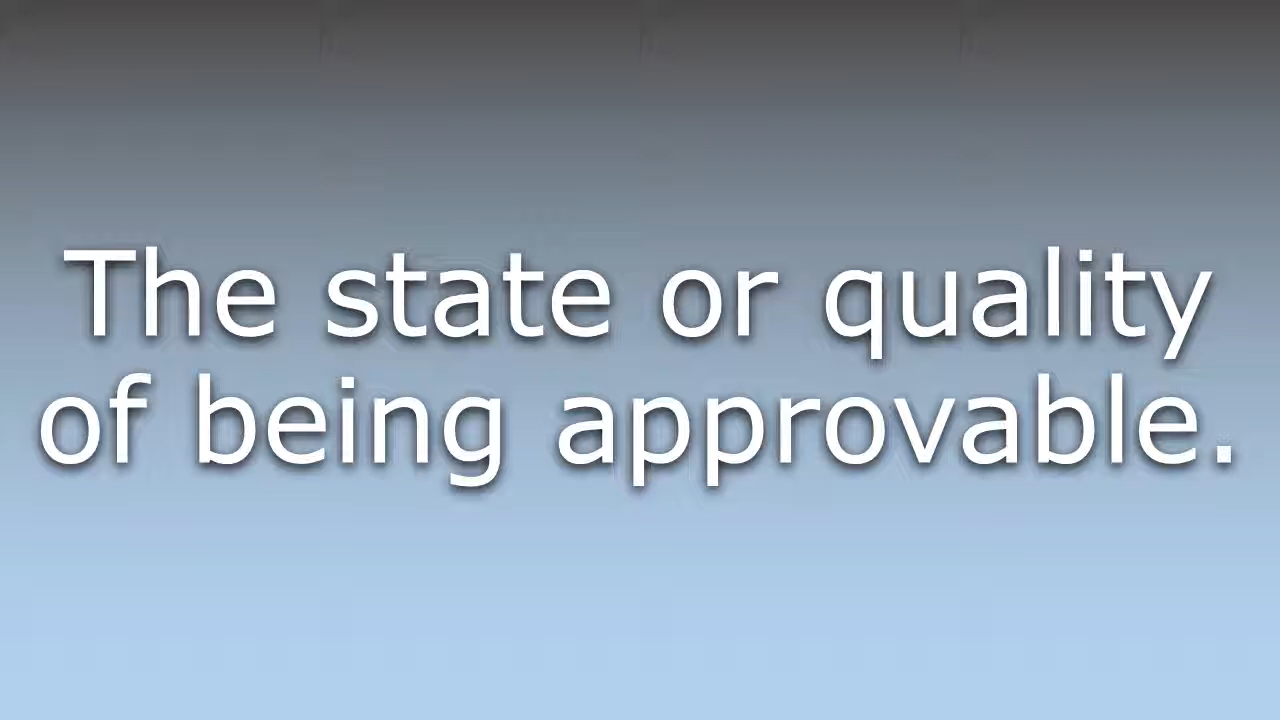 The state or quality
of being approvable.